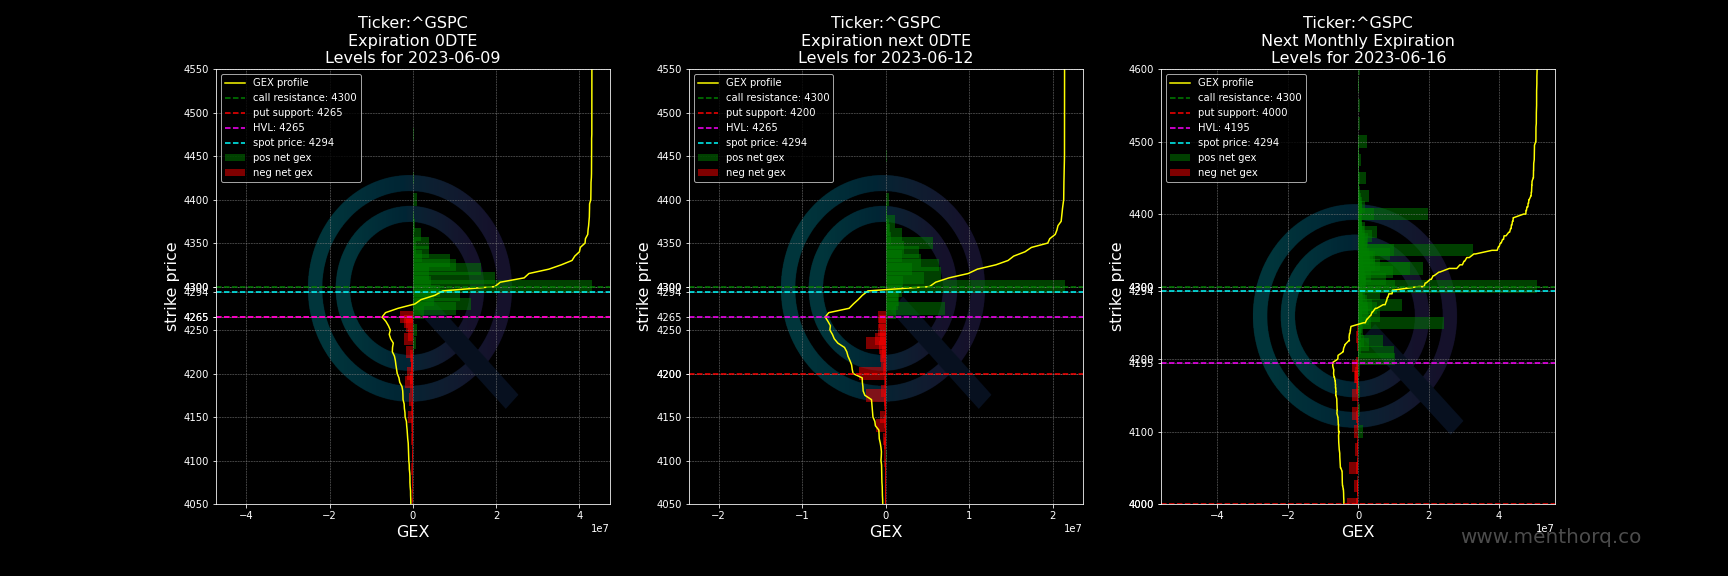 Ticker:^GSPC
Expiration 0DTE
Levels for 2023-06-09
GEX profile
call resistance: 4300
put support: 4265
HVL: 4265
spot price: 4294
pos net gex
neg net gex
4550
4500
4450
4400
4350
4300
4294
4265
4250
4200
4150
4100
4050
strike price
−4
−2
0
2
4
1e7
GEX
Ticker:^GSPC
Expiration next 0DTE
Levels for 2023-06-12
GEX profile
call resistance: 4300
put support: 4200
HVL: 4265
spot price: 4294
pos net gex
neg net gex
4550
4500
4450
4400
4350
4300
4294
4265
4250
4200
4150
4100
4050
strike price
−2
−1
0
1
2
1e7
GEX
Ticker:^GSPC
Next Monthly Expiration
Levels for 2023-06-16
GEX profile
call resistance: 4300
put support: 4000
HVL: 4195
spot price: 4294
pos net gex
neg net gex
4600
4500
4400
4300
4294
4200
4195
4100
4000
strike price
−4
−2
0
2
4
1e7
GEX
www.menthorq.co